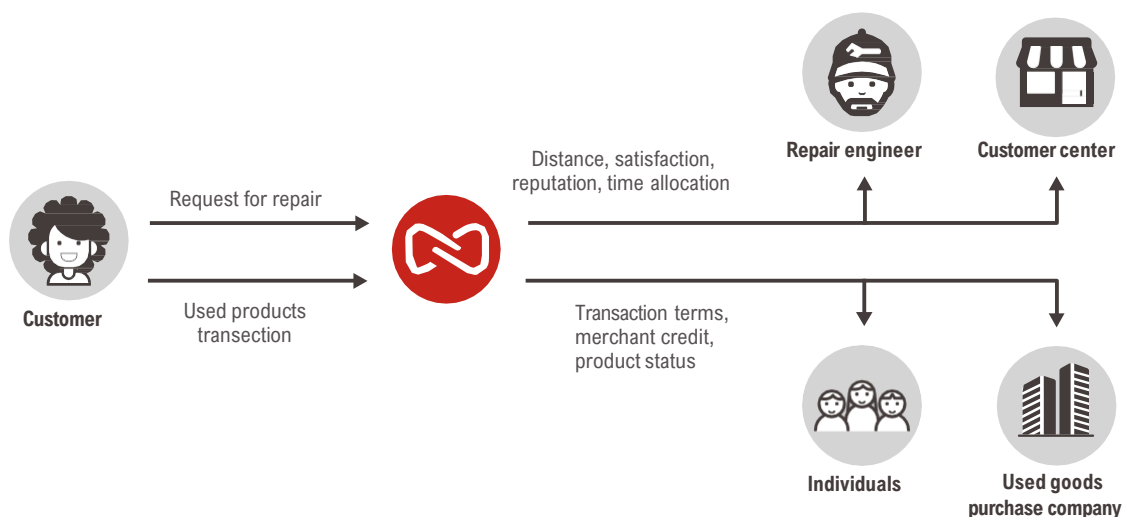 Repair engineer
Customer center
Distance, satisfaction,
reputation, time allocation
Request for repair
Customer
Used products
transection
Transaction terms,
merchant credit,
product status
Individuals
Used goods
purchase company